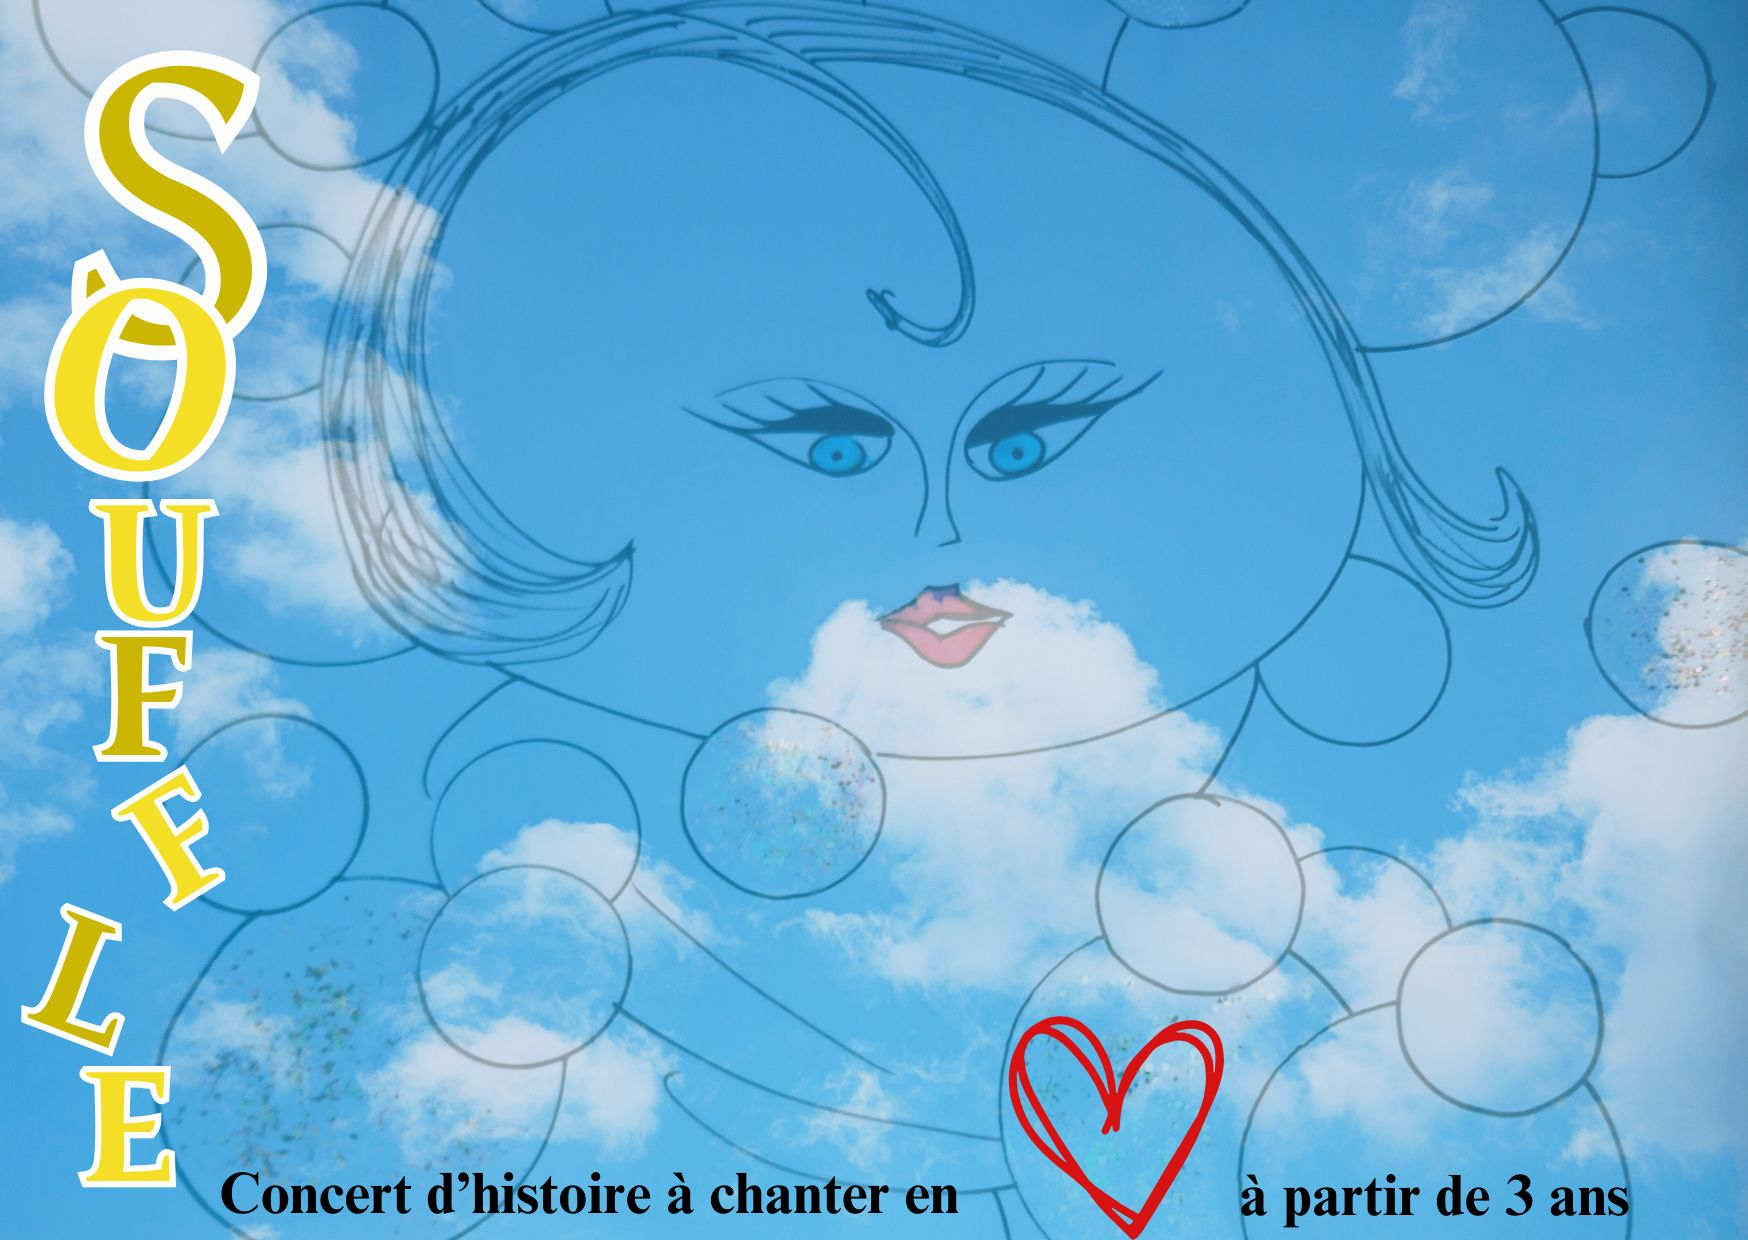 SOUFFLE
Concert d’histoire à chanter en
à partir de 3 ans